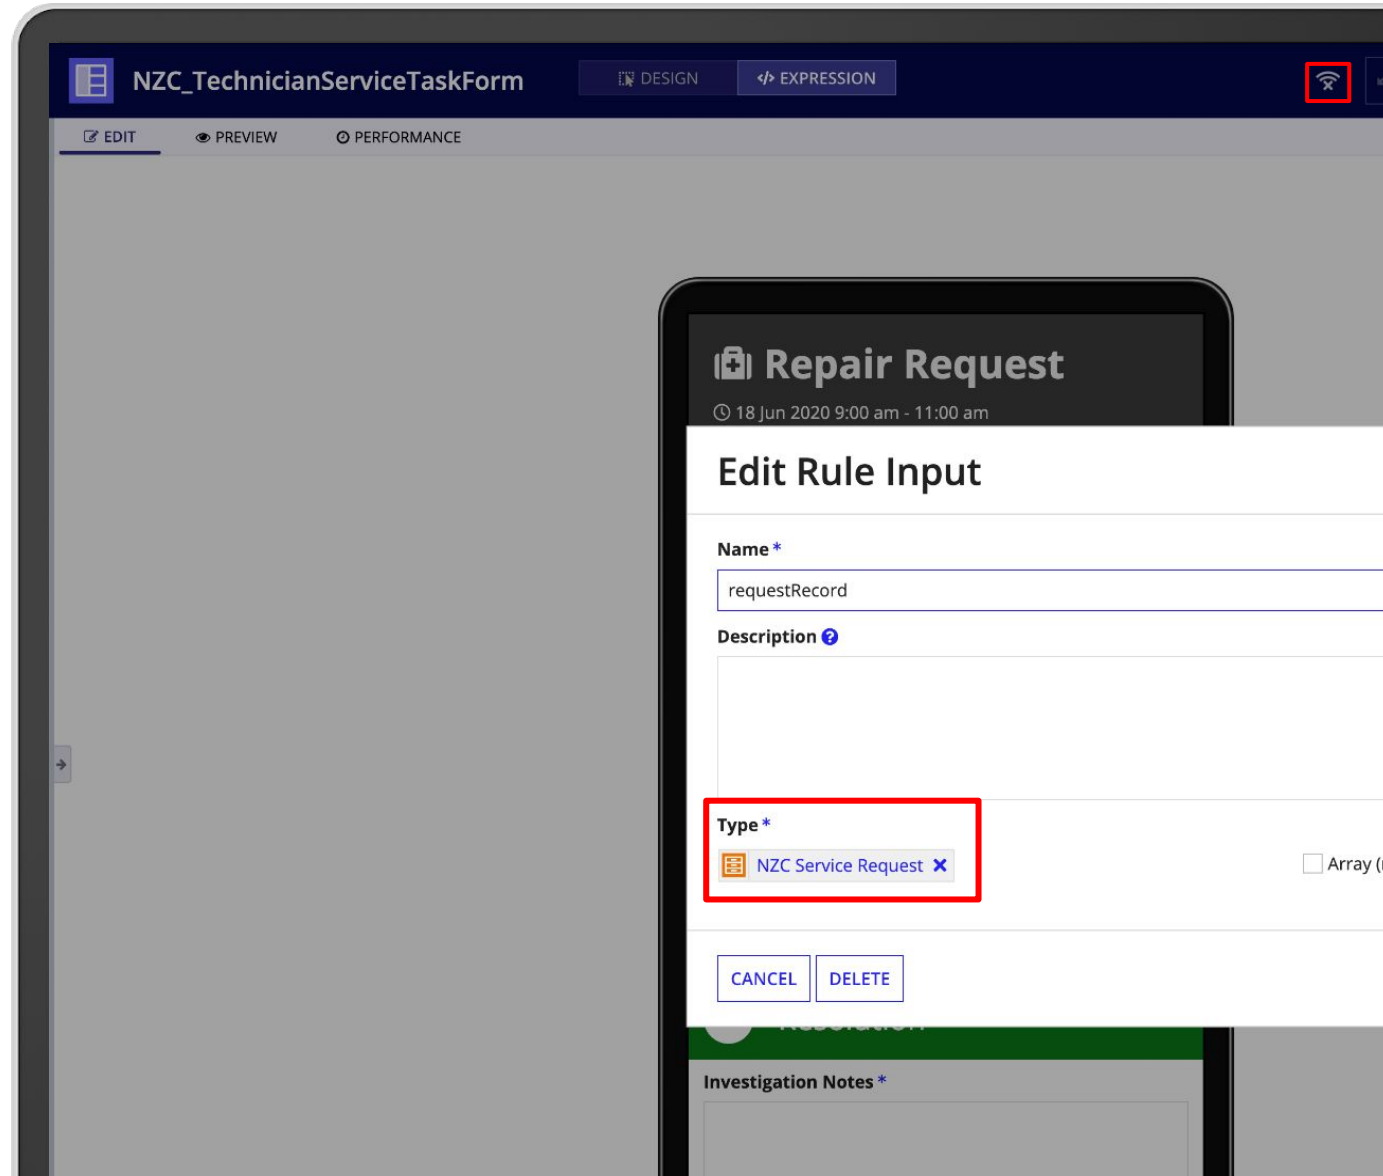 NZC_TechnicianServiceTaskForm
DESIGN
</> EXPRESSION
EDIT
PREVIEW
PERFORMANCE
Repair Request
18 Jun 2020 9:00 am - 11:00 am
Edit Rule Input
Name *
requestRecord
Description ?
Type *
NZC Service Request
Array (
CANCEL
DELETE
Resolution
Investigation Notes *